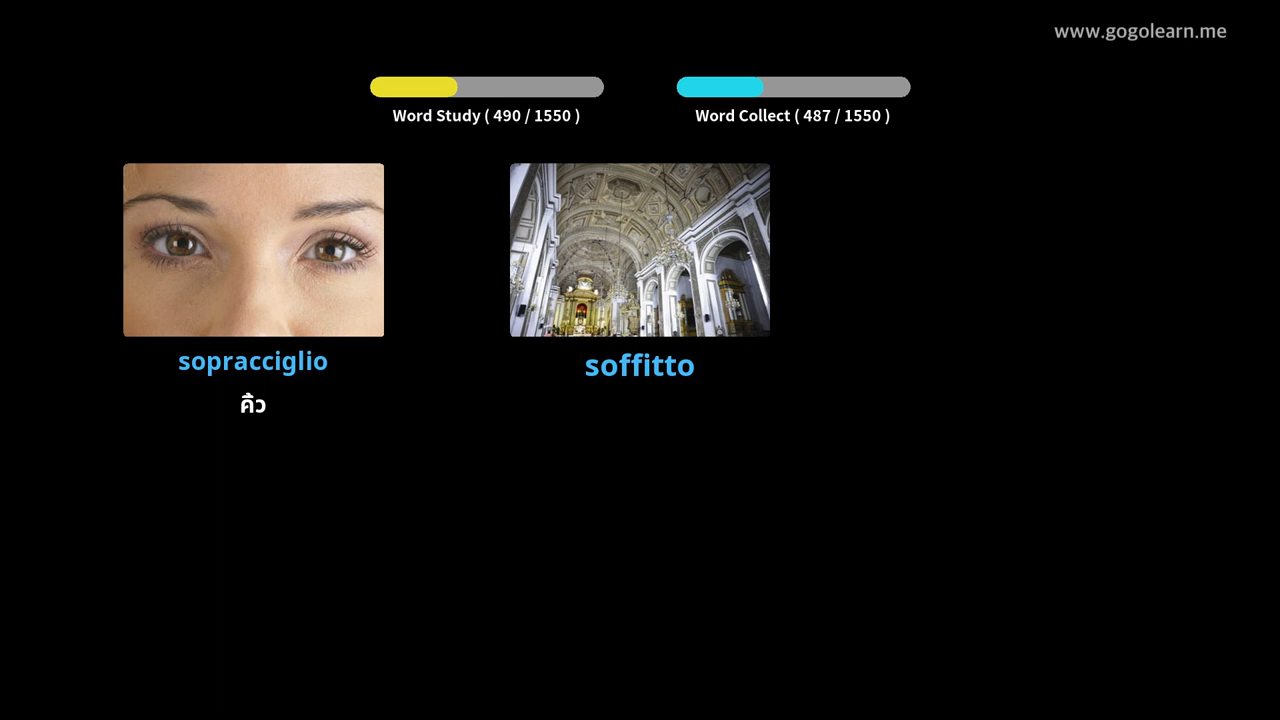 www.gogolearn.me
Word Study ( 490 / 1550 )
Word Collect ( 487 / 1550 )
sopracciglio
คิ้ว
soffitto